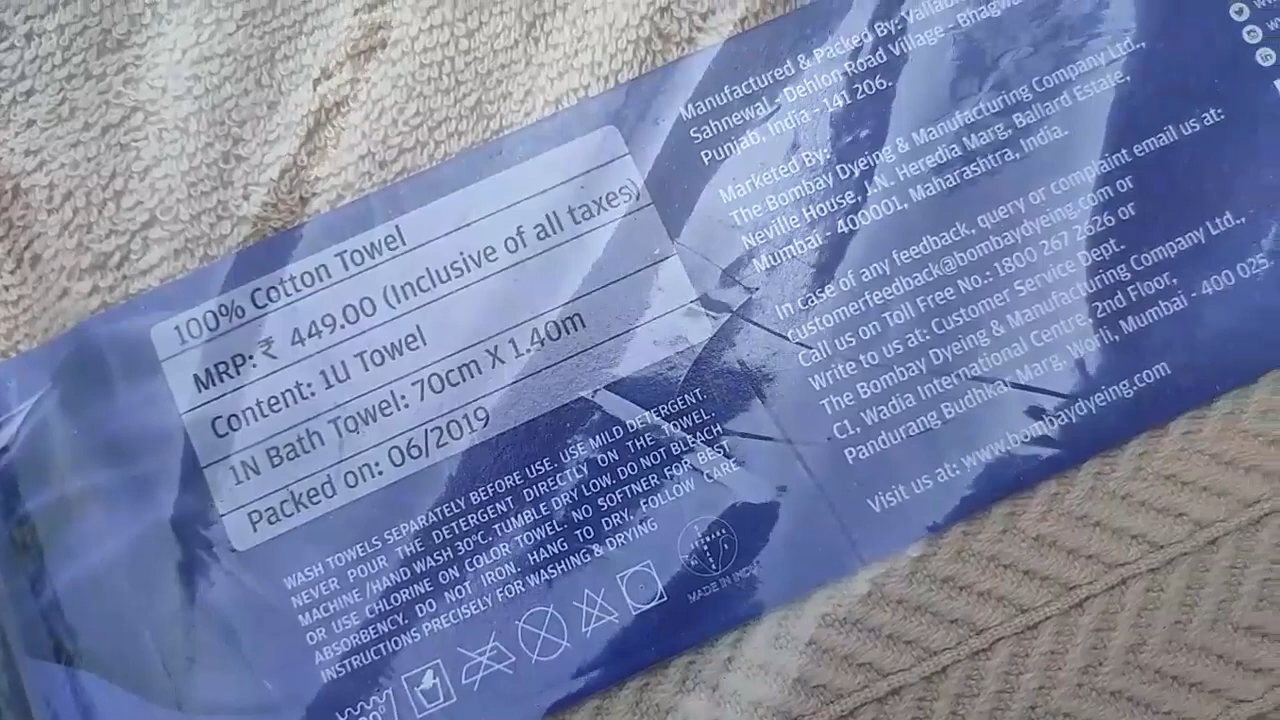 100% Cotton Towel
MRP: ₹ 449.00 (Inclusive of all taxes)
Content: 1U Towel
1N Bath Towel: 70cm X 1.40m
Packed on: 06/2019
WASH TOWELS SEPARATELY BEFORE USE. USE MILD DETERGENT.
NEVER POUR THE DETERGENT DIRECTLY ON THE TOWEL.
MACHINE /HAND WASH 30°C. TUMBLE DRY LOW. DO NOT BLEACH
OR USE CHLORINE ON COLOR TOWEL. NO SOFTNER FOR BEST
ABSORBENCY. DO NOT IRON. HANG TO DRY. FOLLOW CARE
INSTRUCTIONS PRECISELY FOR WASHING & DRYING
MADE IN INDIA
Manufactured & Packed By:
Sahnewal - Dehlon Road Village -
Punjab, India - 141 206.
Marketed By:
The Bombay Dyeing & Manufacturing Company Ltd.,
Neville House, J.N. Heredia Marg, Ballard Estate,
Mumbai - 400001, Maharashtra, India.
In case of any feedback, query or complaint email us at:
Customerfeedback@bombaydyeing.com or
Call us on Toll Free No.: 1800 267 2626 or
Write to us at: Customer Service Dept.
The Bombay Dyeing & Manufacturing Company Ltd.,
C1, Wadia International Centre, 2nd Floor,
Pandurang Budhkar Marg, Worli, Mumbai - 400 025.
Visit us at: www.bombaydyeing.com